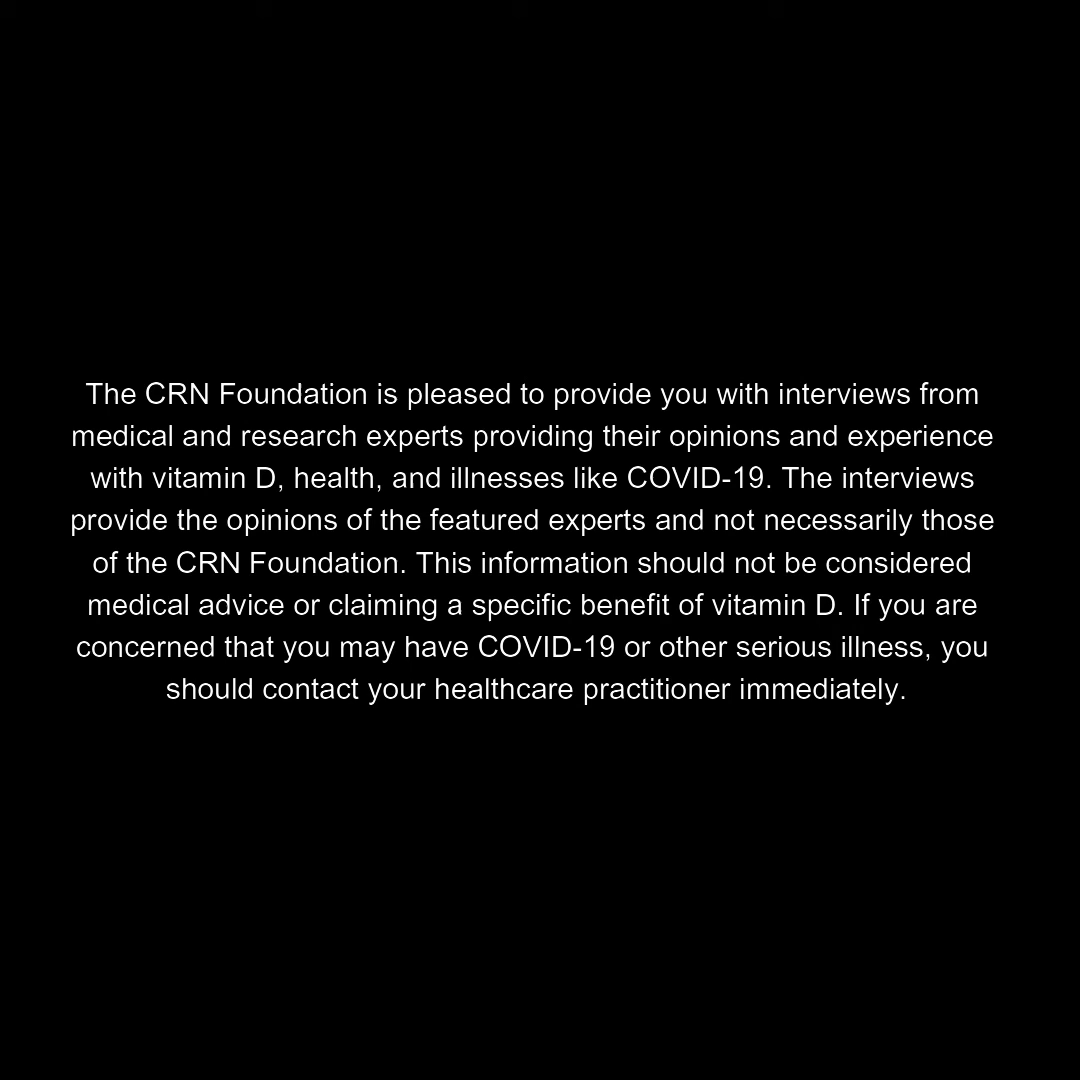 The CRN Foundation is pleased to provide you with interviews from
medical and research experts providing their opinions and experience
with vitamin D, health, and illnesses like COVID-19. The interviews
provide the opinions of the featured experts and not necessarily those
of the CRN Foundation. This information should not be considered
medical advice or claiming a specific benefit of vitamin D. If you are
concerned that you may have COVID-19 or other serious illness, you
should contact your healthcare practitioner immediately.